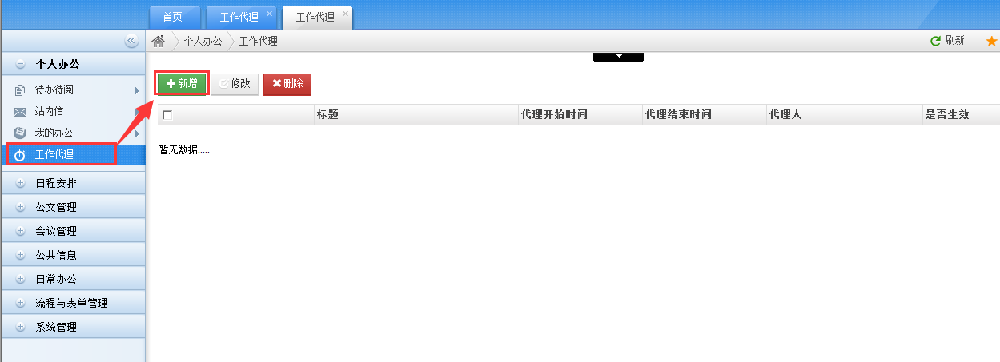 首页 工作代理 工作代理
个人办公 工作代理 刷新
个人办公
待办待阅
站内信
我的办公
工作代理
日程安排
公文管理
会议管理
公共信息
日常办公
流程与表单管理
系统管理
新增 修改 删除
标题 代理开始时间 代理结束时间 代理人 是否生效
暂无数据.....